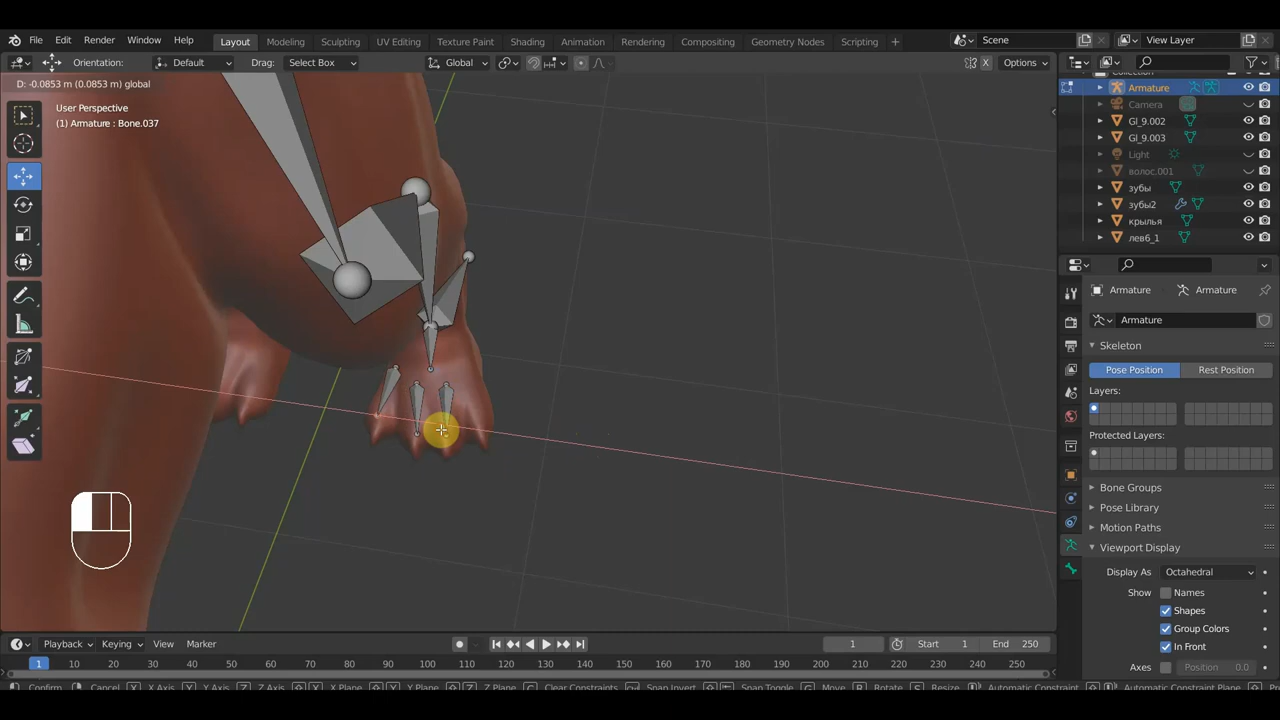 File Edit Render Window Help Layout Modeling Sculpting UV Editing Texture Paint Shading Animation Rendering Compositing Geometry Nodes Scripting + Scene View Layer
Orientation: Default Drag: Select Box Global X Options
D: -0.0853 m (0.0853 m) global
User Perspective
(1) Armature : Bone.037
Armature
Camera
Gl_9.002
Gl_9.003
Light
волос.001
зубы
зубы2
крылья
лев6_1
Armature Armature
Armature
Skeleton
Pose Position Rest Position
Layers:
Protected Layers:
Bone Groups
Pose Library
Motion Paths
Viewport Display
Display As Octahedral
Show Names
Shapes
Group Colors
In Front
Axes Position 0.0
Playback Keying View Marker 1 Start 1 End 250
1 10 20 30 40 50 60 70 80 90 100 110 120 130 140 150 160 170 180 190 200 210 220 230 240 250
Confirm Cancel X X Axis Y Y Axis Z Z Axis X X Plane Y Y Plane Z Z Plane C Clear Constraints Snap Invert Snap Toggle G Move R Rotate S Resize Automatic Constraint Automatic Constraint Plane